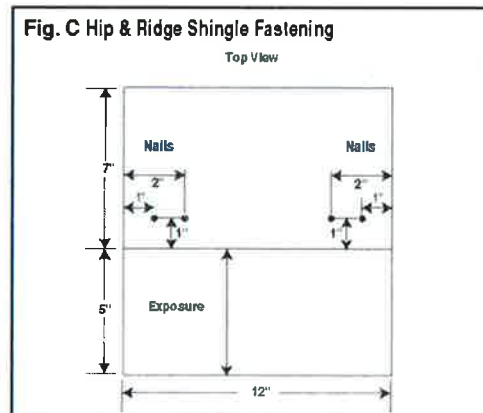 Fig. C Hip & Ridge Shingle Fastening
Top View
Nails Nails
7"
2" 2"
1" 1"
1" 1"
5"
Exposure
12"